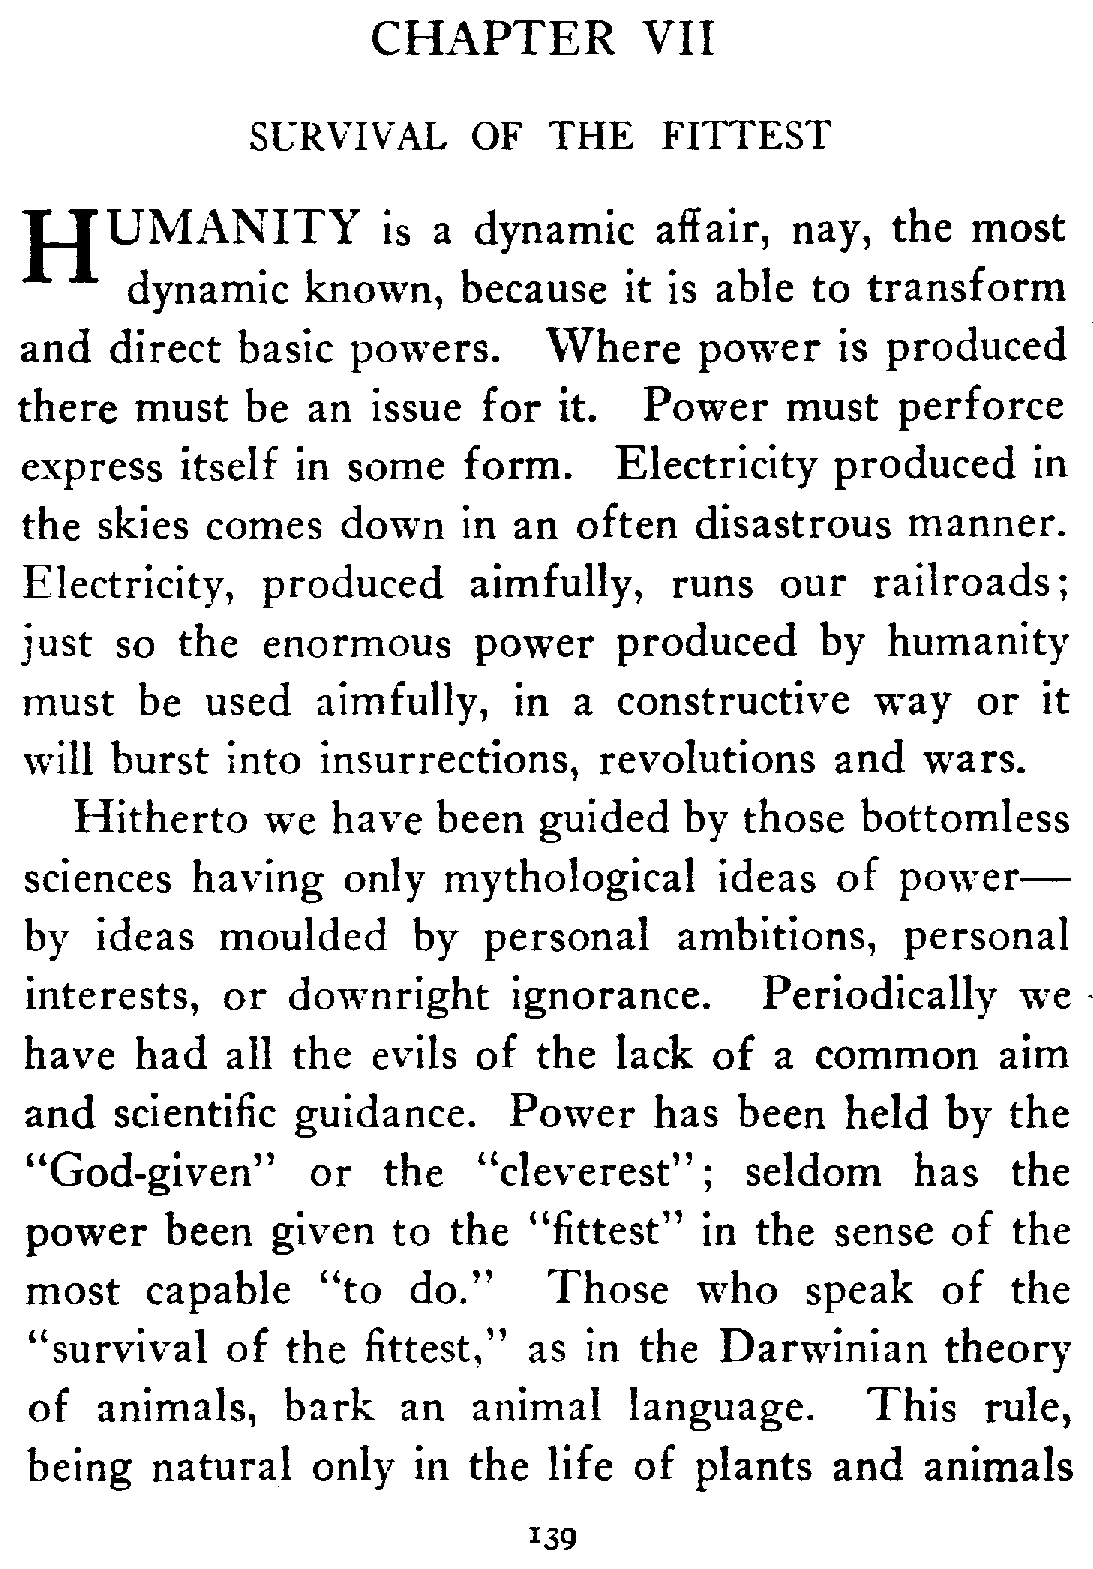 CHAPTER VII
SURVIVAL OF THE FITTEST
HUMANITY is a dynamic affair, nay, the most
dynamic known, because it is able to transform
and direct basic powers. Where power is produced
there must be an issue for it. Power must perforce
express itself in some form. Electricity produced in
the skies comes down in an often disastrous manner.
Electricity, produced aimfully, runs our railroads;
just so the enormous power produced by humanity
must be used aimfully, in a constructive way or it
will burst into insurrections, revolutions and wars.
Hitherto we have been guided by those bottomless
sciences having only mythological ideas of power—
by ideas moulded by personal ambitions, personal
interests, or downright ignorance. Periodically we
have had all the evils of the lack of a common aim
and scientific guidance. Power has been held by the
“God-given” or the “cleverest”; seldom has the
power been given to the “fittest” in the sense of the
most capable “to do.” Those who speak of the
“survival of the fittest,” as in the Darwinian theory
of animals, bark an animal language. This rule,
being natural only in the life of plants and animals
139